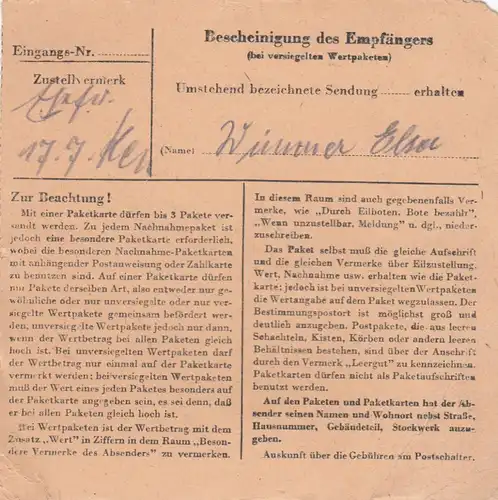 Eingangs-Nr.
Zustellvermerk
17. 7.
Bescheinigung des Empfängers
(bei versiegelten Wertpaketen)
Umstehend bezeichnete Sendung ........ erhalten
(Name) Wimmer Elsa
Zur Beachtung!
Mit einer Paketkarte dürfen bis 3 Pakete ver-
sandt werden. Zu jedem Nachnahmepaket ist
jedoch eine besondere Paketkarte erforderlich,
wobei die besonderen Nachnahme-Paketkarten
mit anhängender Postanweisung oder Zahlkarte
zu benutzen sind. Auf einer Paketkarte dürfen
nur Pakete derselben Art, also entweder nur ge-
wöhnliche oder nur unversiegelte oder nur ver-
siegelte Wertpakete gemeinsam befördert wer-
den, unversiegelte Wertpakete jedoch nur dann,
wenn der Wertbetrag bei allen Paketen gleich
hoch ist. Bei unversiegelten Wertpaketen darf
der Wertbetrag nur einmal auf der Paketkarte
vermerkt werden; bei versiegelten Wertpaketen
muß der Wert eines jeden Paketes besonders auf
der Paketkarte angegeben sein, es sei denn, daß
er bei allen Paketen gleich hoch ist.
Bei Wertpaketen ist der Wertbetrag mit dem
Zusatz „Wert" in Ziffern in dem Raum „Beson-
dere Vermerke des Absenders" zu vermerken.
In diesem Raum sind auch gegebenenfalls Ver-
merke, wie „Durch Eilboten. Bote bezahlt",
„Wenn unzustellbar, Meldung" u. dgl., nieder-
zuschreiben.
Das Paket selbst muß die gleiche Aufschrift
und die gleichen Vermerke über Eilzustellung,
Wert, Nachnahme usw. erhalten wie die Paket-
karte; jedoch ist bei unversiegelten Wertpaketen
die Wertangabe auf dem Paket wegzulassen. Der
Bestimmungspostort ist möglichst groß und
deutlich anzugeben. Postpakete, die aus leeren
Schachteln, Kisten, Körben oder andern leeren
Behältnissen bestehen, sind über der Anschrift
durch den Vermerk „Leergut" zu kennzeichnen.
Paketkarten dürfen nicht als Paketaufschriften
benutzt werden.
Auf den Paketen und Paketkarten hat der Ab-
sender seinen Namen und Wohnort nebst Straße,
Hausnummer, Gebäudeteil, Stockwerk anzu-
geben.
Auskunft über die Gebühren am Postschalter.